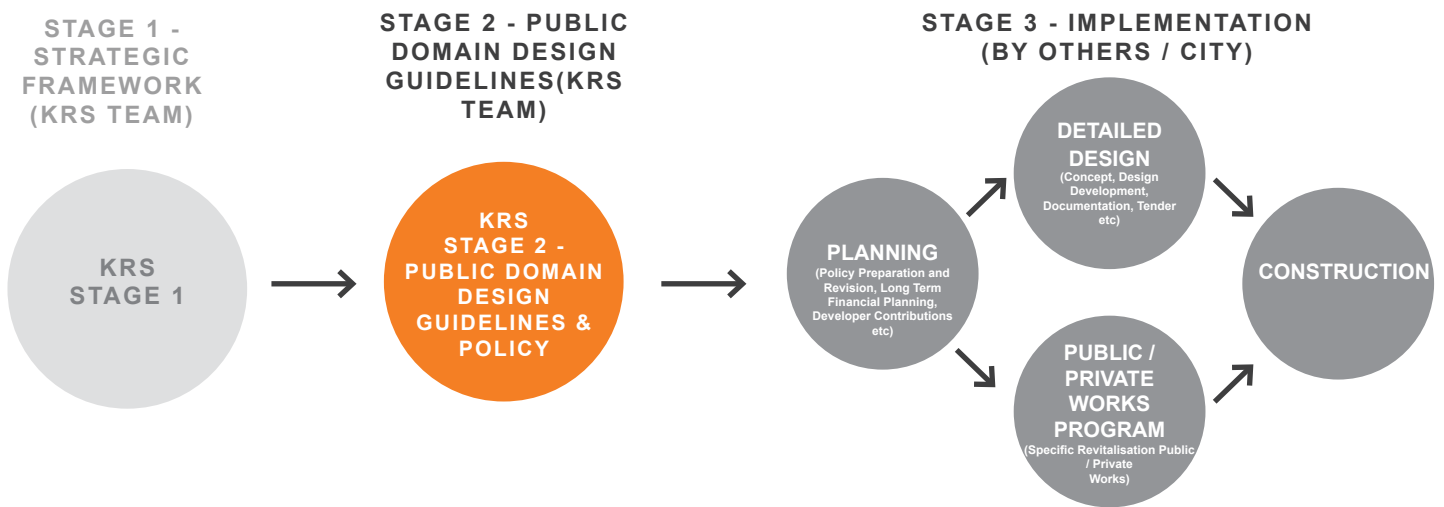 STAGE 1 -
STRATEGIC
FRAMEWORK
(KRS TEAM)
STAGE 2 - PUBLIC
DOMAIN DESIGN
GUIDELINES(KRS
TEAM)
STAGE 3 - IMPLEMENTATION
(BY OTHERS / CITY)
KRS
STAGE 1
KRS
STAGE 2 -
PUBLIC DOMAIN
DESIGN
GUIDELINES &
POLICY
PLANNING
(Policy Preparation and
Revision, Long Term
Financial Planning,
Developer Contributions
etc)
DETAILED
DESIGN
(Concept, Design
Development,
Documentation, Tender
etc)
PUBLIC /
PRIVATE
WORKS
PROGRAM
(Specific Revitalisation Public
/ Private
Works)
CONSTRUCTION